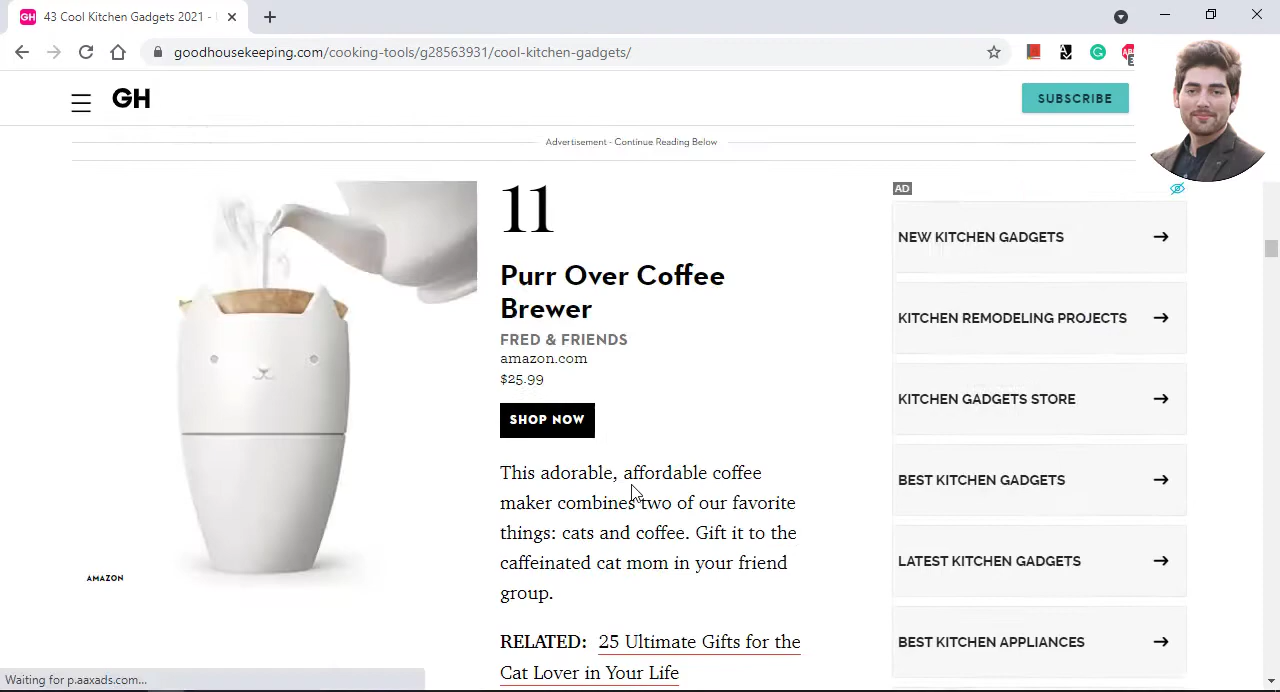 GH 43 Cool Kitchen Gadgets 2021 -
goodhousekeeping.com/cooking-tools/g28563931/cool-kitchen-gadgets/
GH
SUBSCRIBE
Advertisement - Continue Reading Below
11
Purr Over Coffee
Brewer
FRED & FRIENDS
amazon.com
$25.99
SHOP NOW
This adorable, affordable coffee
maker combines two of our favorite
things: cats and coffee. Gift it to the
caffeinated cat mom in your friend
group.
RELATED: 25 Ultimate Gifts for the
Cat Lover in Your Life
AMAZON
AD
NEW KITCHEN GADGETS
KITCHEN REMODELING PROJECTS
KITCHEN GADGETS STORE
BEST KITCHEN GADGETS
LATEST KITCHEN GADGETS
BEST KITCHEN APPLIANCES
Waiting for p.aaxads.com...